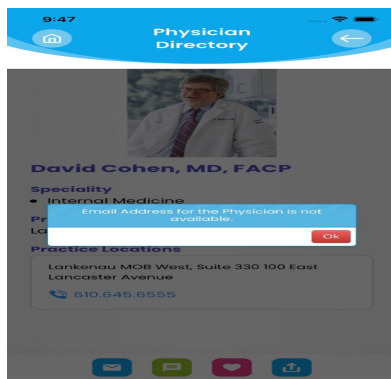 9:47
Physician
Directory
David Cohen, MD, FACP
Speciality
Internal Medicine
Email Address for the Physician is not
available.
Ok
Practice Locations
Lankenau MOB West, Suite 330 100 East
Lancaster Avenue
610.645.6555